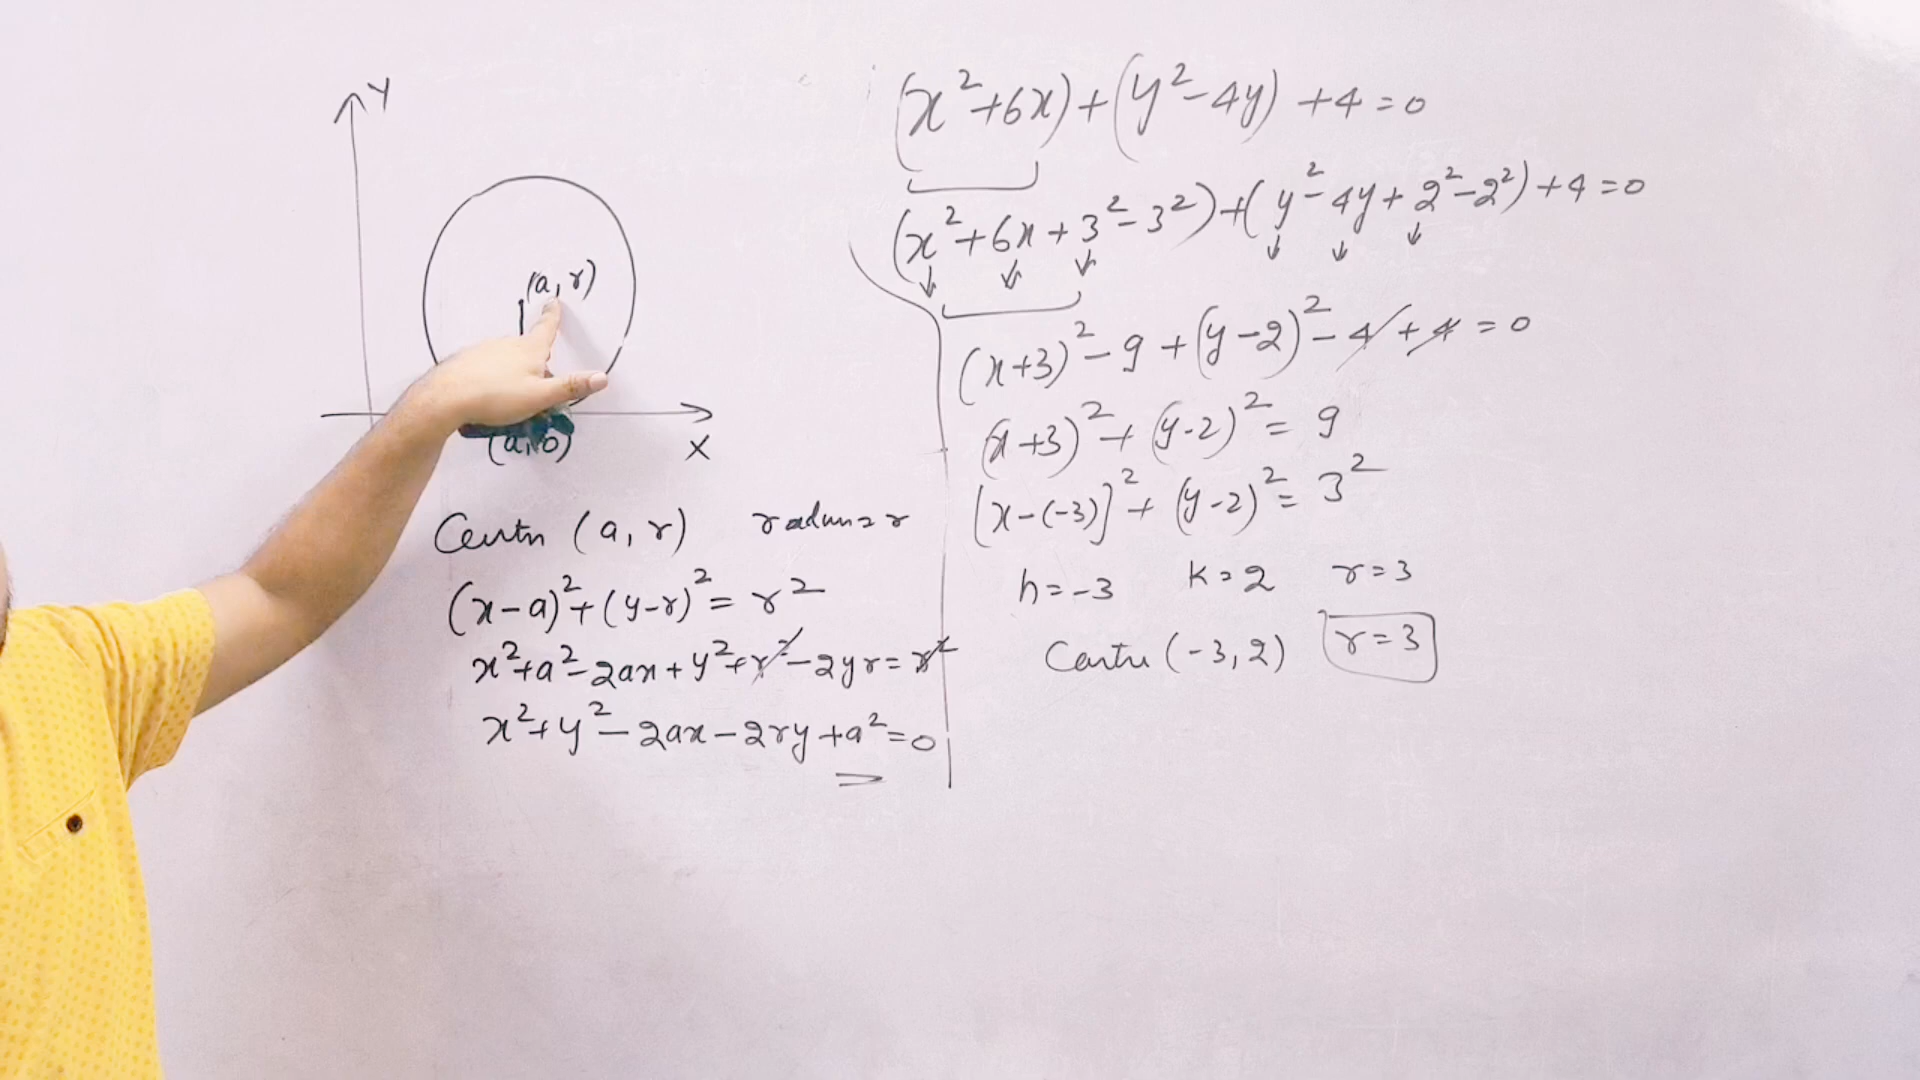 Y
(a, r)
(a, 0)
X
Centre (a, r) radius = r
(x-a)²+(y-r)² = r²
x²+a²-2ax+y²+r²-2yr=r²
x²+y²-2ax-2ry+a²=0
(x²+6x)+(y²-4y)+4=0
(x²+6x+3²-3²)+(y²-4y+2²-2²)+4=0
(x+3)²-9+(y-2)²-4+4=0
(x+3)²+(y-2)²=9
[x-(-3)]²+(y-2)²=3²
h=-3 k=2 r=3
Centre (-3,2) r=3